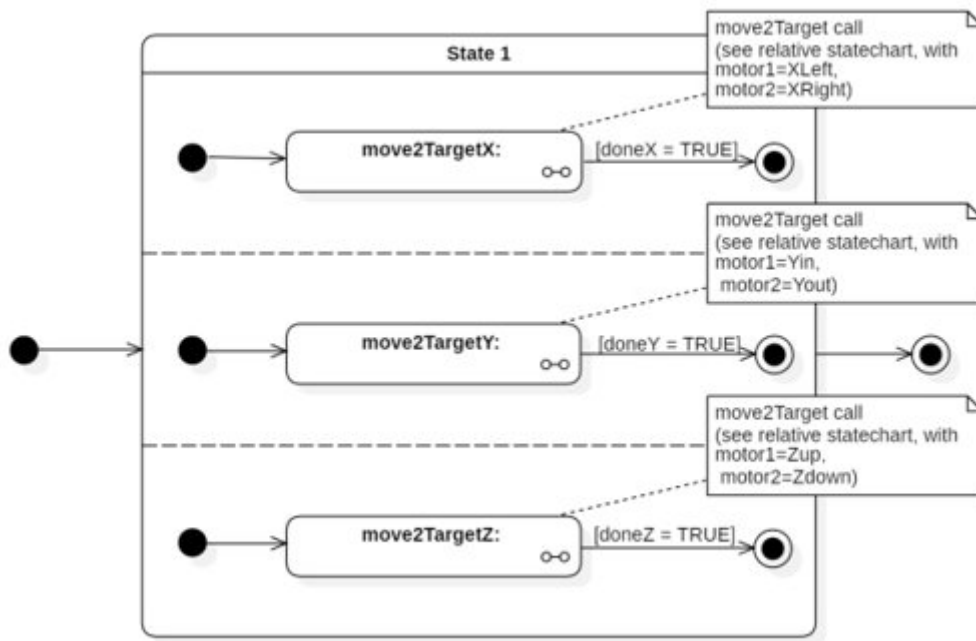 move2Target call
(see relative statechart, with
motor1=XLeft,
motor2=XRight)
State 1
move2TargetX:
[doneX = TRUE]
move2Target call
(see relative statechart, with
motor1=Yin,
motor2=Yout)
move2TargetY:
[doneY = TRUE]
move2Target call
(see relative statechart, with
motor1=Zup,
motor2=Zdown)
move2TargetZ:
[doneZ = TRUE]